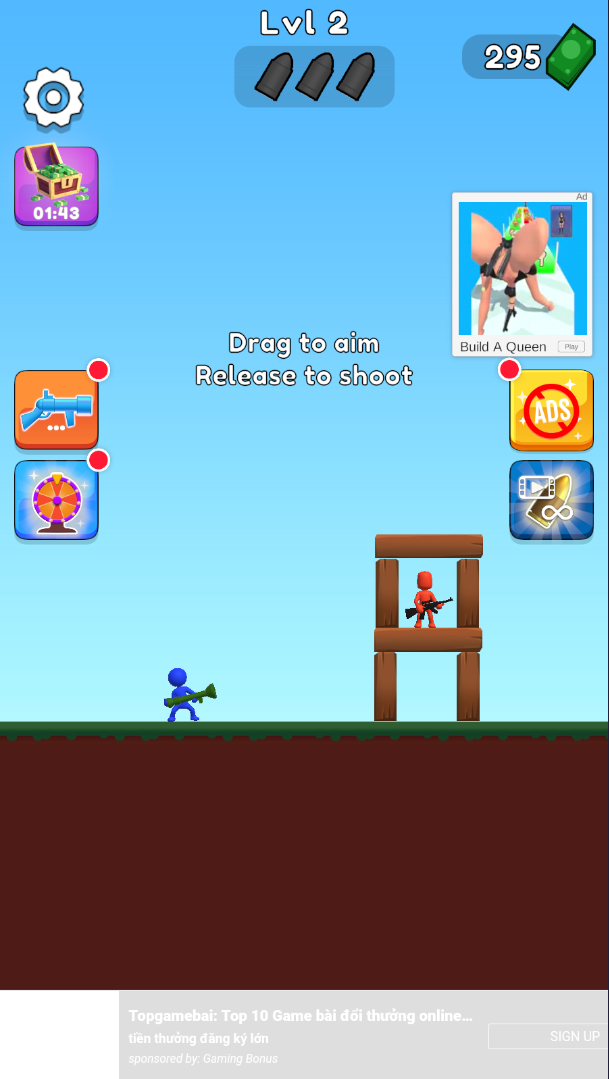 Lvl 2
295
01:43
Ad
Build A Queen
Play
Drag to aim
Release to shoot
ADS
Topgamebai: Top 10 Game bài đổi thưởng online...
tiền thưởng đăng ký lớn
sponsored by: Gaming Bonus
SIGN UP